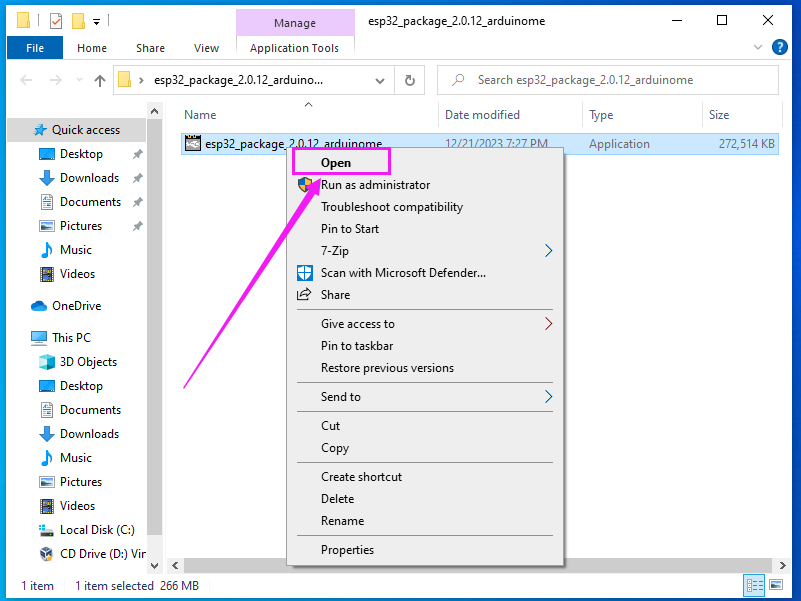 Manage
esp32_package_2.0.12_arduinome
File
Home
Share
View
Application Tools
?
esp32_package_2.0.12_arduino...
Search esp32_package_2.0.12_arduinome
Name
Date modified
Type
Size
Quick access
Desktop
Downloads
Documents
Pictures
Music
Videos
OneDrive
This PC
3D Objects
Desktop
Documents
Downloads
Music
Pictures
Videos
Local Disk (C:)
CD Drive (D:) Vir
esp32_package_2.0.12_arduinome
12/21/2023 7:27 PM
Application
272,514 KB
Open
Run as administrator
Troubleshoot compatibility
Pin to Start
7-Zip
Scan with Microsoft Defender...
Share
Give access to
Pin to taskbar
Restore previous versions
Send to
Cut
Copy
Create shortcut
Delete
Rename
Properties
1 item
1 item selected 266 MB